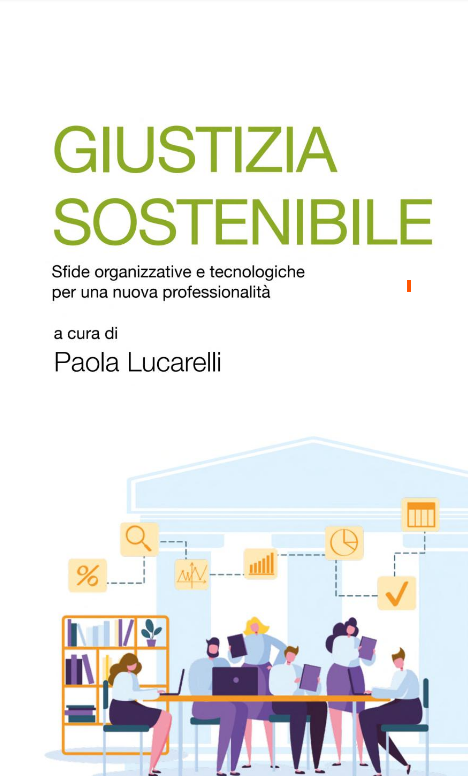 GIUSTIZIA
SOSTENIBILE
Sfide organizzative e tecnologiche
per una nuova professionalità
a cura di
Paola Lucarelli
%